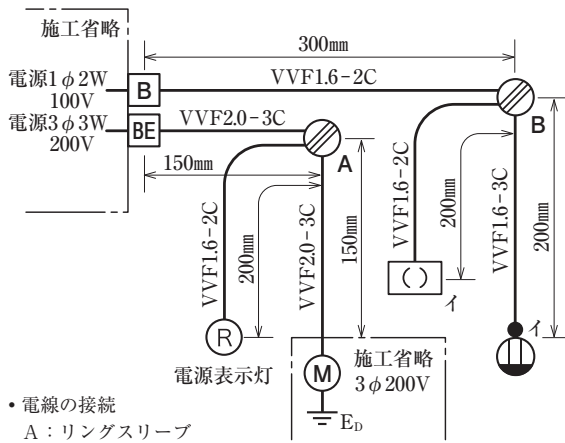 施工省略
300mm
電源1φ2W
100V
B
VVF1.6-2C
電源3φ3W
200V
BE
VVF2.0-3C
A
B
150mm
VVF1.6-2C
200mm
VVF2.0-3C
150mm
VVF1.6-2C
200mm
VVF1.6-3C
200mm
( )
イ
イ
R
電源表示灯
M
施工省略
3φ200V
E_D
• 電線の接続
A：リングスリーブ